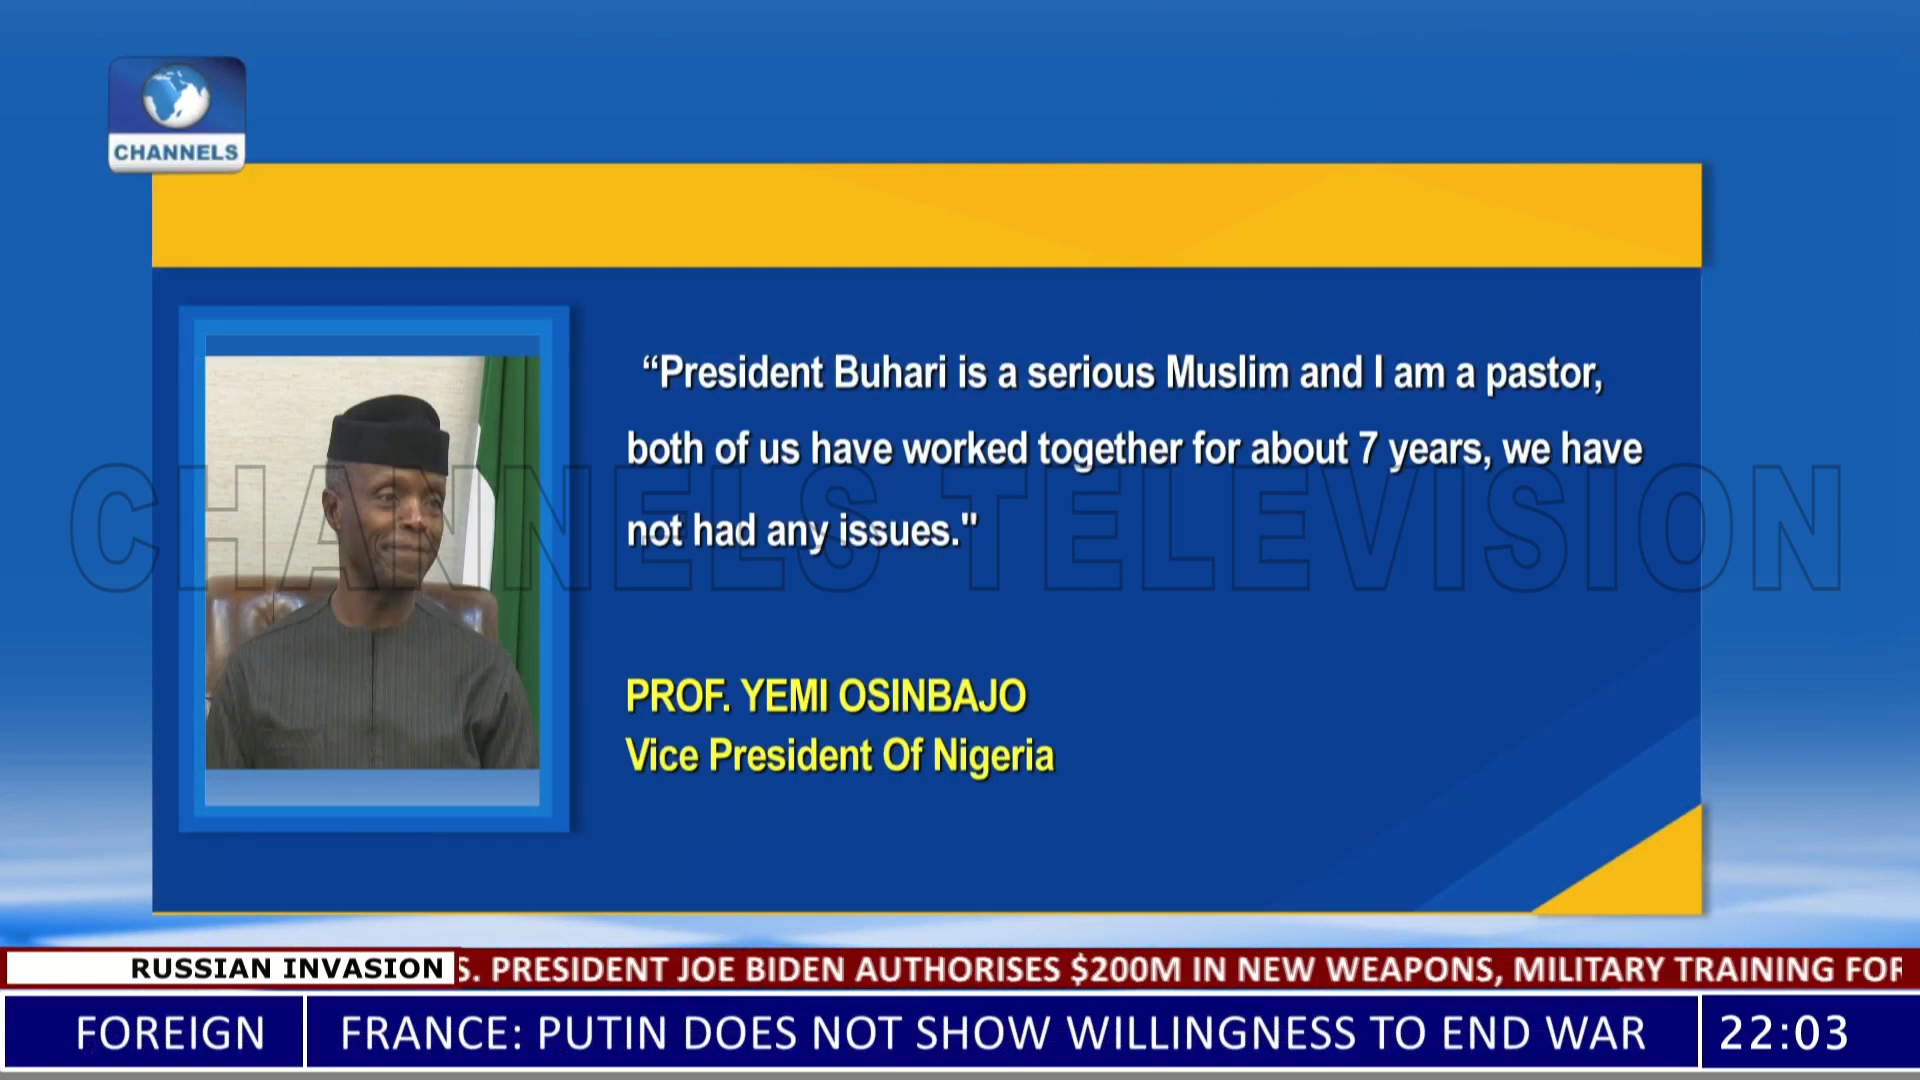 CHANNELS
“President Buhari is a serious Muslim and I am a pastor,
both of us have worked together for about 7 years, we have
not had any issues."
CHANNELS TELEVISION
PROF. YEMI OSINBAJO
Vice President Of Nigeria
RUSSIAN INVASION
S. PRESIDENT JOE BIDEN AUTHORISES $200M IN NEW WEAPONS, MILITARY TRAINING FOR
FOREIGN
FRANCE: PUTIN DOES NOT SHOW WILLINGNESS TO END WAR
22:03